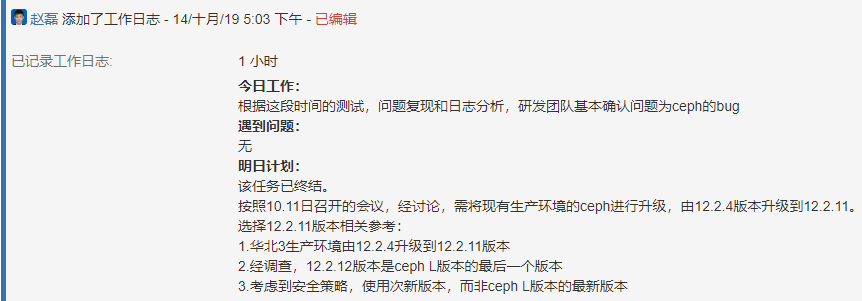 赵磊 添加了工作日志 - 14/十月/19 5:03 下午 - 已编辑
已记录工作日志: 1 小时
今日工作：
根据这段时间的测试，问题复现和日志分析，研发团队基本确认问题为ceph的bug
遇到问题：
无
明日计划：
该任务已终结。
按照10.11日召开的会议，经讨论，需将现有生产环境的ceph进行升级，由12.2.4版本升级到12.2.11。
选择12.2.11版本相关参考：
1.华北3生产环境由12.2.4升级到12.2.11版本
2.经调查，12.2.12版本是ceph L版本的最后一个版本
3.考虑到安全策略，使用次新版本，而非ceph L版本的最新版本